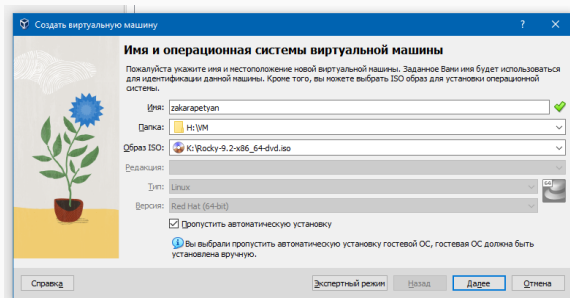 Создать виртуальную машину
Имя и операционная системы виртуальной машины
Пожалуйста укажите имя и местоположение новой виртуальной машины. Заданное Вами имя будет использоваться
для идентификации данной машины. Кроме того, вы можете выбрать ISO образ для установки операционной
системы.
Имя: zakarapetyan
Папка: H:\VM
Образ ISO: K:\Rocky-9.2-x86_64-dvd.iso
Редакция:
Тип: Linux
Версия: Red Hat (64-bit)
64
Пропустить автоматическую установку
Вы выбрали пропустить автоматическую установку гостевой ОС, гостевая ОС должна быть
установлена вручную.
Справка Экспертный режим Назад Далее Отмена